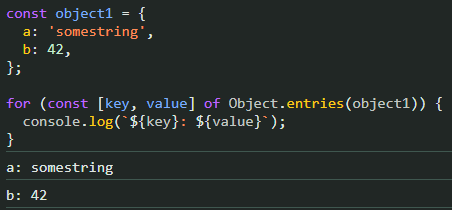 const object1 = {
  a: 'somestring',
  b: 42,
};

for (const [key, value] of Object.entries(object1)) {
  console.log(`${key}: ${value}`);
}
a: somestring
b: 42